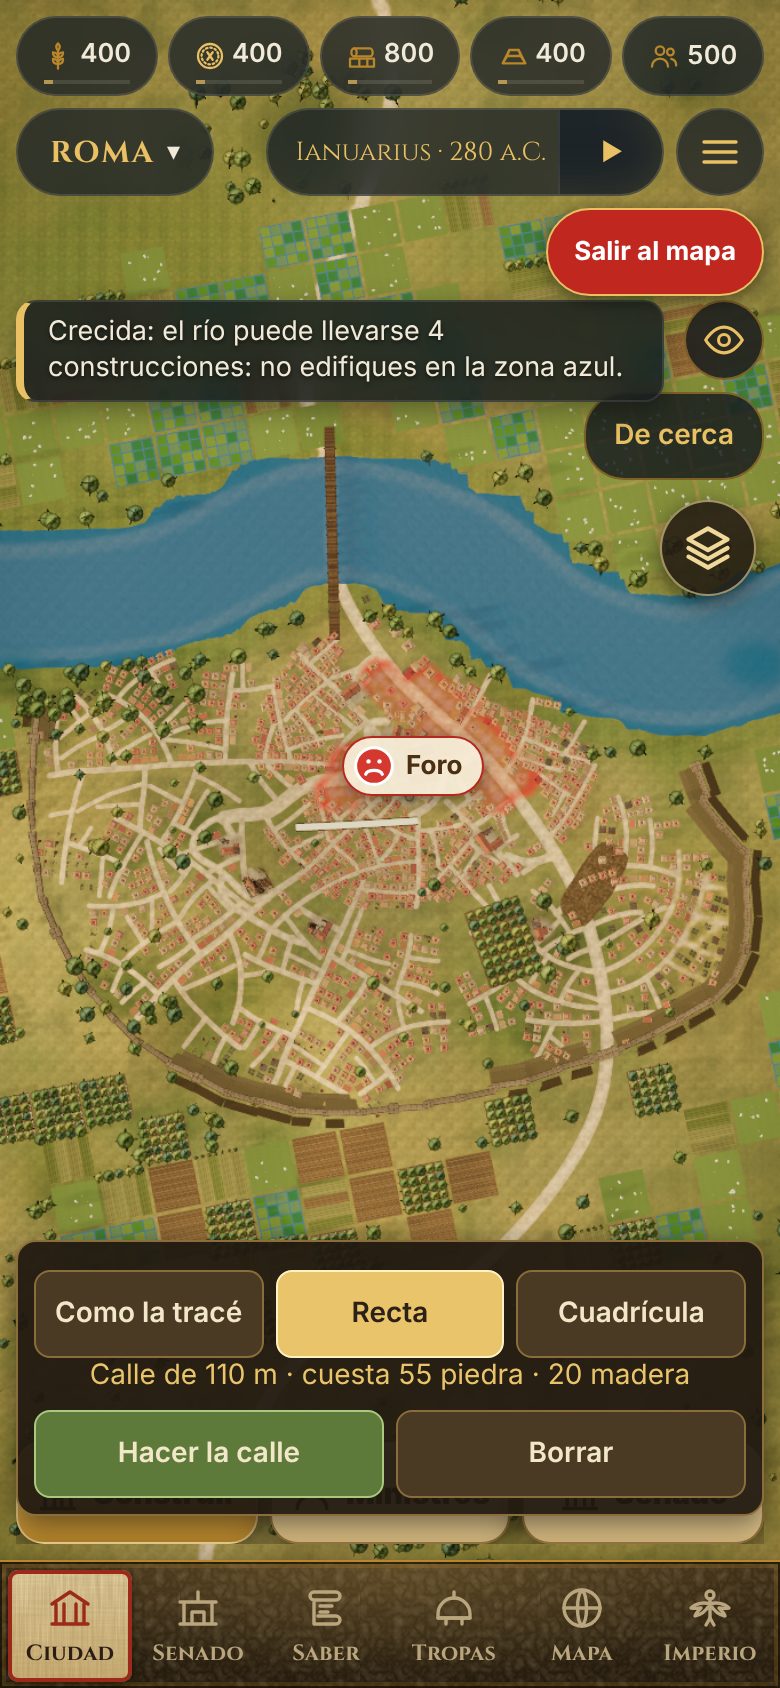 400 400 800 400 500
ROMA ▼ IANUARIUS · 280 A.C.
Salir al mapa
Crecida: el río puede llevarse 4
construcciones: no edifiques en la zona azul.
De cerca
Foro
Como la tracé Recta Cuadrícula
Calle de 110 m · cuesta 55 piedra · 20 madera
Hacer la calle Borrar
CIUDAD SENADO SABER TROPAS MAPA IMPERIO